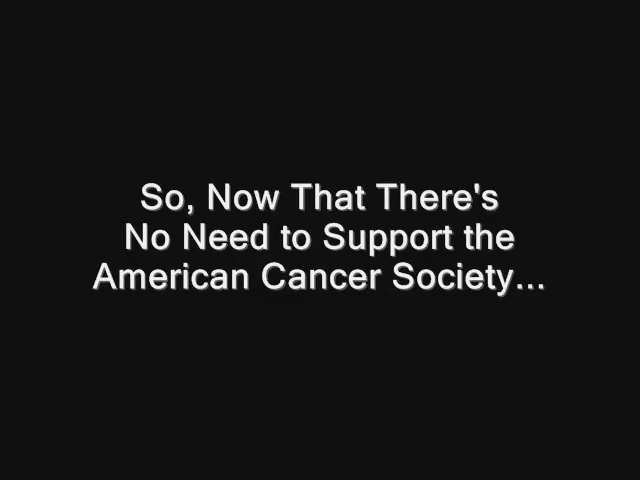 So, Now That There's
No Need to Support the
American Cancer Society...